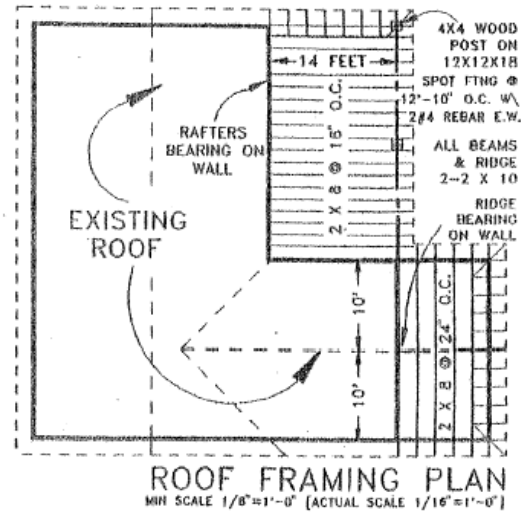 4X4 WOOD
POST ON
12X12X18
SPOT FTNG @
12'-10" O.C. W\
2#4 REBAR E.W.
14 FEET
RAFTERS
BEARING ON
WALL
2 X 8 @ 16" O.C.
ALL BEAMS
& RIDGE
2-2 X 10
RIDGE
BEARING
ON WALL
EXISTING
ROOF
10'
10'
2 X 8 @ 24" O.C.
ROOF FRAMING PLAN
MIN SCALE 1/8"=1'-0" (ACTUAL SCALE 1/16"=1'-0")